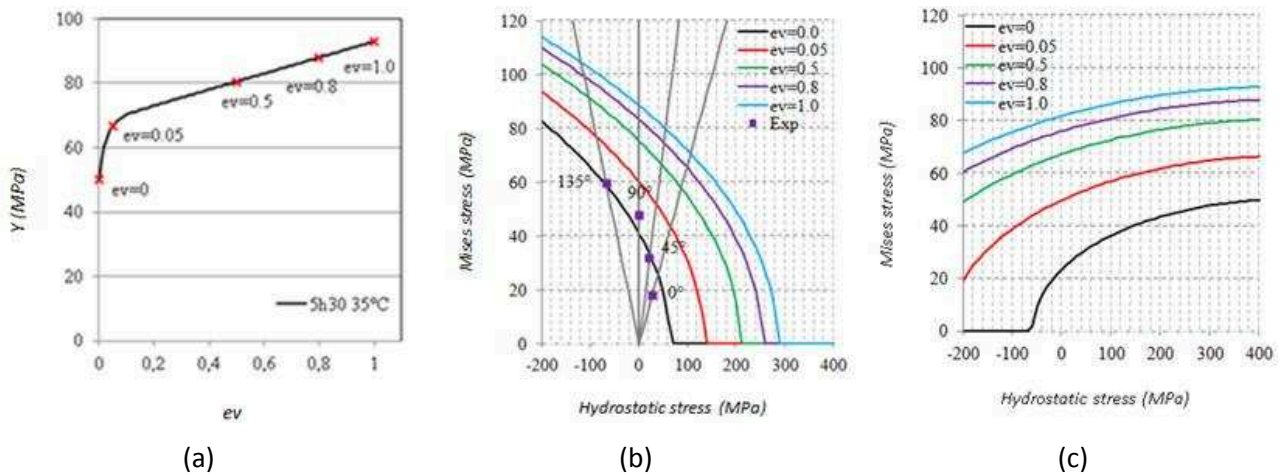 (a)
100
80
60
40
20
0
Y (MPa)
ev=0
ev=0.05
ev=0.5
ev=0.8
ev=1.0
5h30 35°C
0 0,2 0,4 0,6 0,8 1
ev
(a)
(b)
120
100
80
60
40
20
0
Mises stress (MPa)
ev=0.0
ev=0.05
ev=0.5
ev=0.8
ev=1.0
Exp
135°
90°
45°
0°
-200 -100 0 100 200 300 400
Hydrostatic stress (MPa)
(b)
(c)
120
100
80
60
40
20
0
Mises stress (MPa)
ev=0
ev=0.05
ev=0.5
ev=0.8
ev=1.0
-200 -100 0 100 200 300 400
Hydrostatic stress (MPa)
(c)